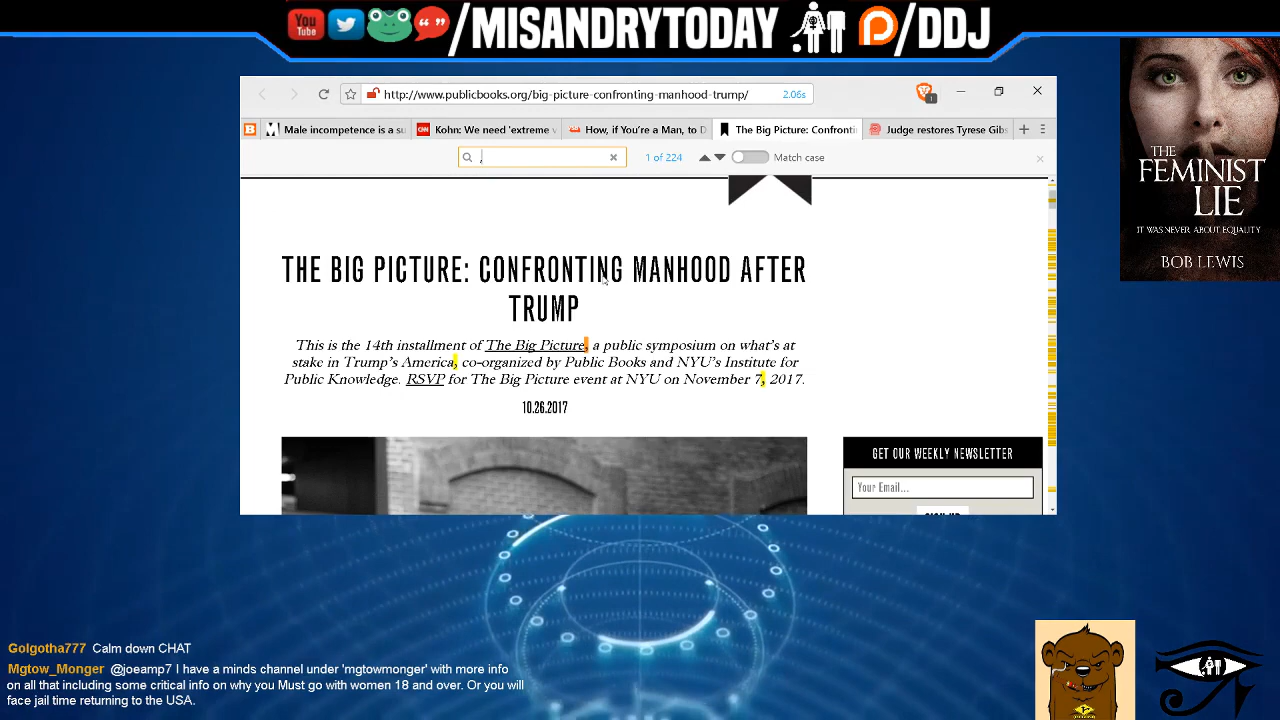 You
Tube
/MISANDRYTODAY
/DDJ
http://www.publicbooks.org/big-picture-confronting-manhood-trump/
2.06s
1
Male incompetence is a su
CNN
Kohn: We need 'extreme v
How, if You're a Man, to D
The Big Picture: Confronti
Judge restores Tyrese Gibs
,
1 of 224
Match case
THE BIG PICTURE: CONFRONTING MANHOOD AFTER
TRUMP
This is the 14th installment of The Big Picture, a public symposium on what's at
stake in Trump's America, co-organized by Public Books and NYU's Institute for
Public Knowledge. RSVP for The Big Picture event at NYU on November 7, 2017.
10.26.2017
GET OUR WEEKLY NEWSLETTER
Your Email...
SIGN UP
THE
FEMINIST
LIE
IT WAS NEVER ABOUT EQUALITY
BOB LEWIS
Golgotha777 Calm down CHAT
Mgtow_Monger @joeamp7 I have a minds channel under 'mgtowmonger' with more info
on all that including some critical info on why you Must go with women 18 and over. Or you will
face jail time returning to the USA.